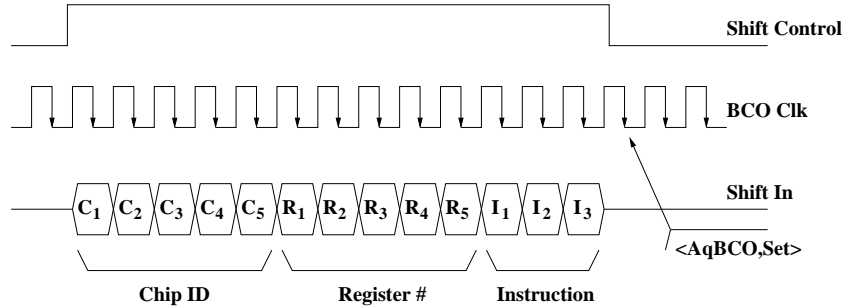 Shift Control
BCO Clk
Shift In
C1 C2 C3 C4 C5 R1 R2 R3 R4 R5 I1 I2 I3
<AqBCO,Set>
Chip ID Register # Instruction